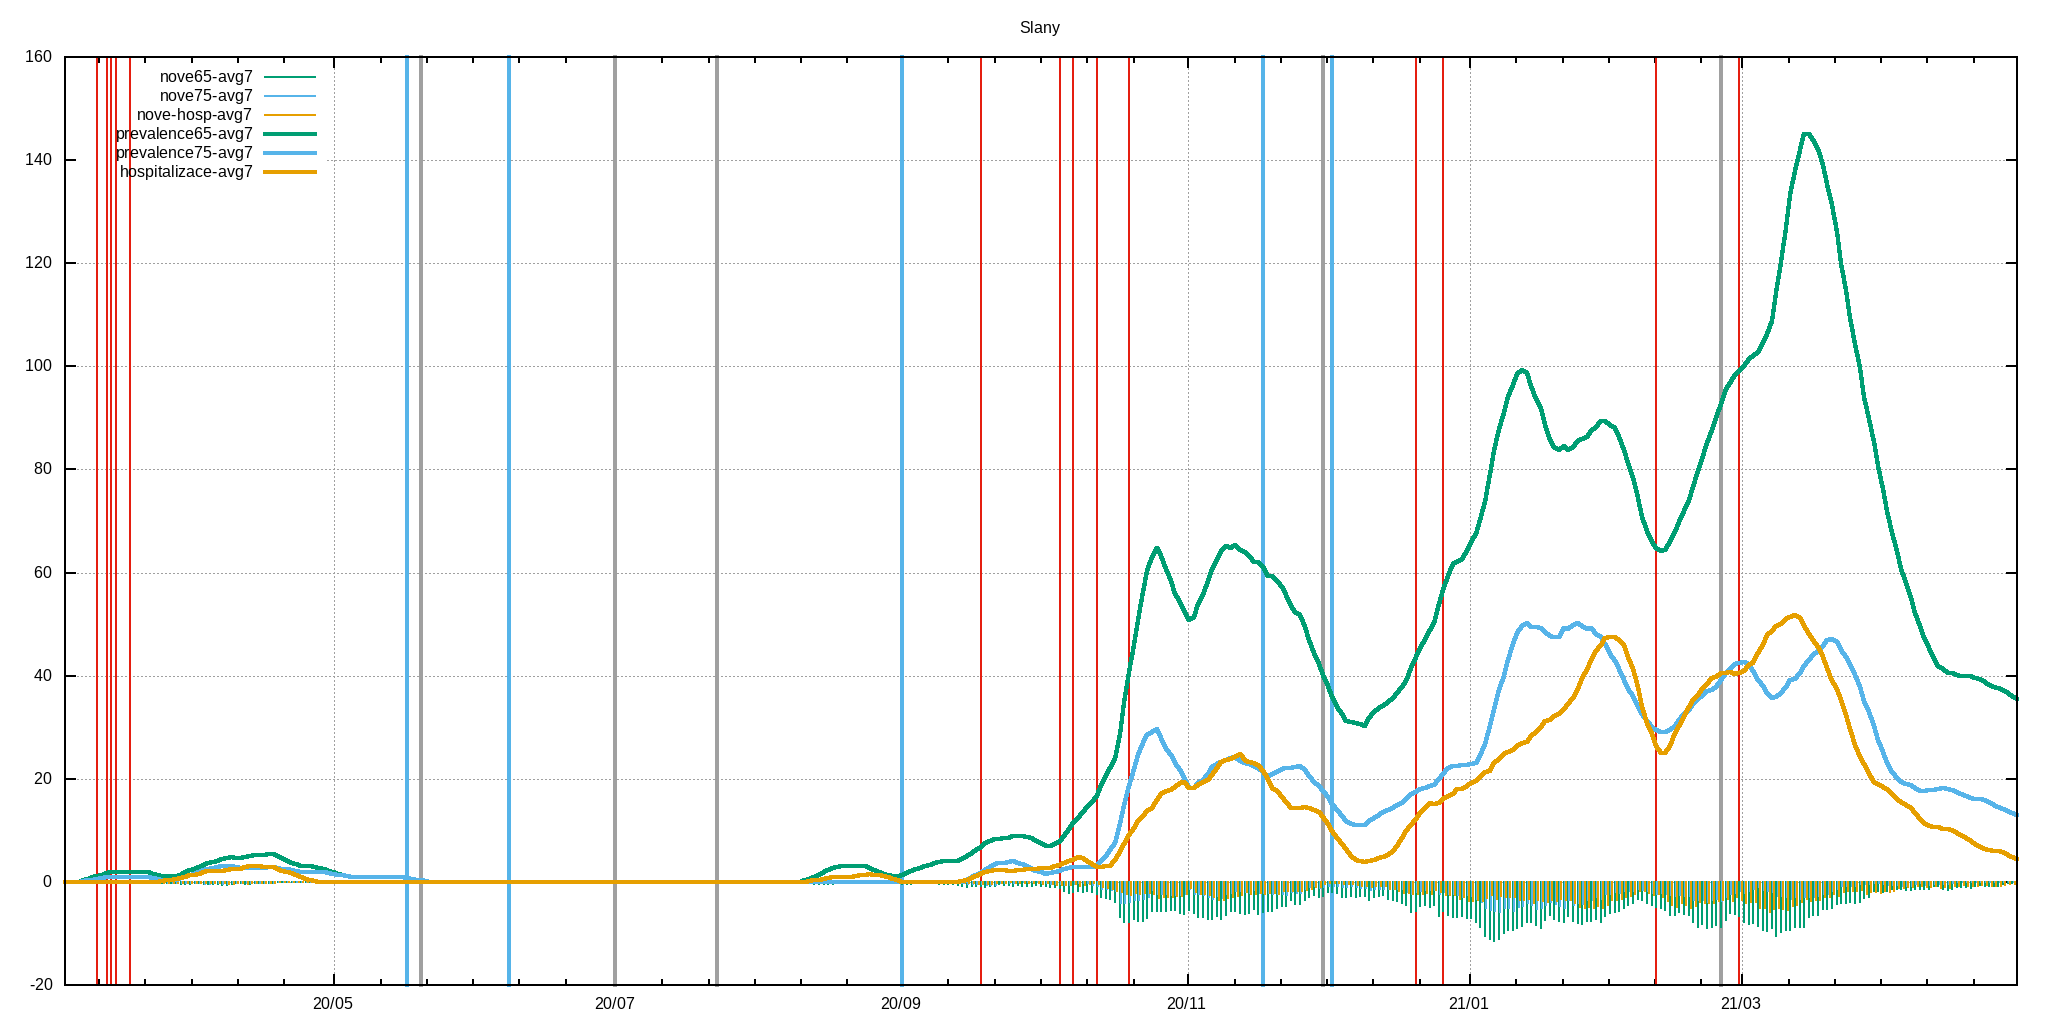 Slany
160
140
120
100
80
60
40
20
0
-20
nove65-avg7
nove75-avg7
nove-hosp-avg7
prevalence65-avg7
prevalence75-avg7
hospitalizace-avg7
20/05 20/07 20/09 20/11 21/01 21/03